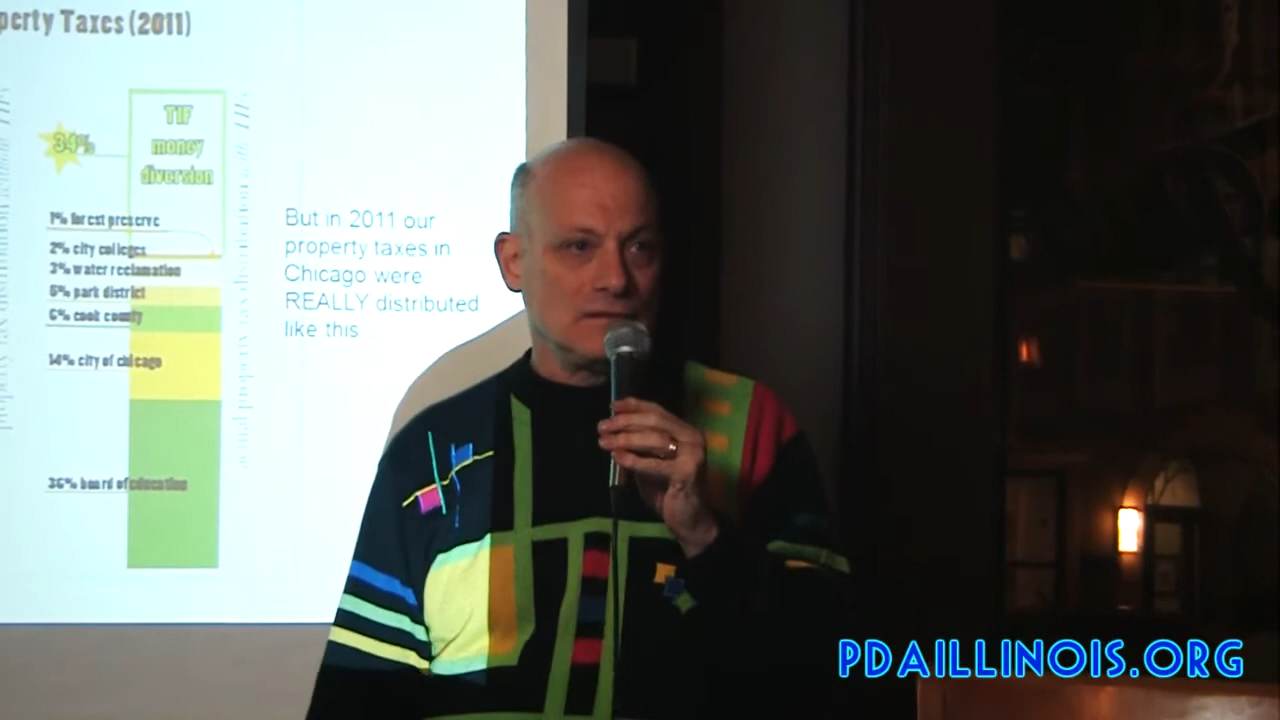 perty Taxes (2011)
TIF
money
diversion
34%
1% forest preserve
2% city colleges
3% water reclamation
6% park district
6% cook county
14% city of chicago
36% board of education
But in 2011 our
property taxes in
Chicago were
REALLY distributed
like this
PDAILLINOIS.ORG